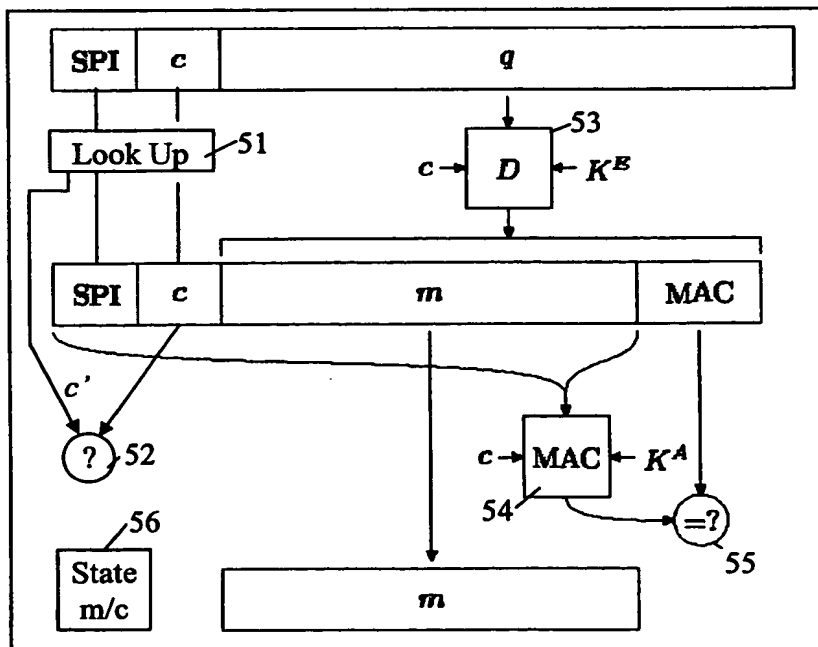 SPI c q
Look Up 51
53
c D K^E
SPI c m MAC
c'
? 52
c MAC K^A
54
=?
55
56
State
m/c
m